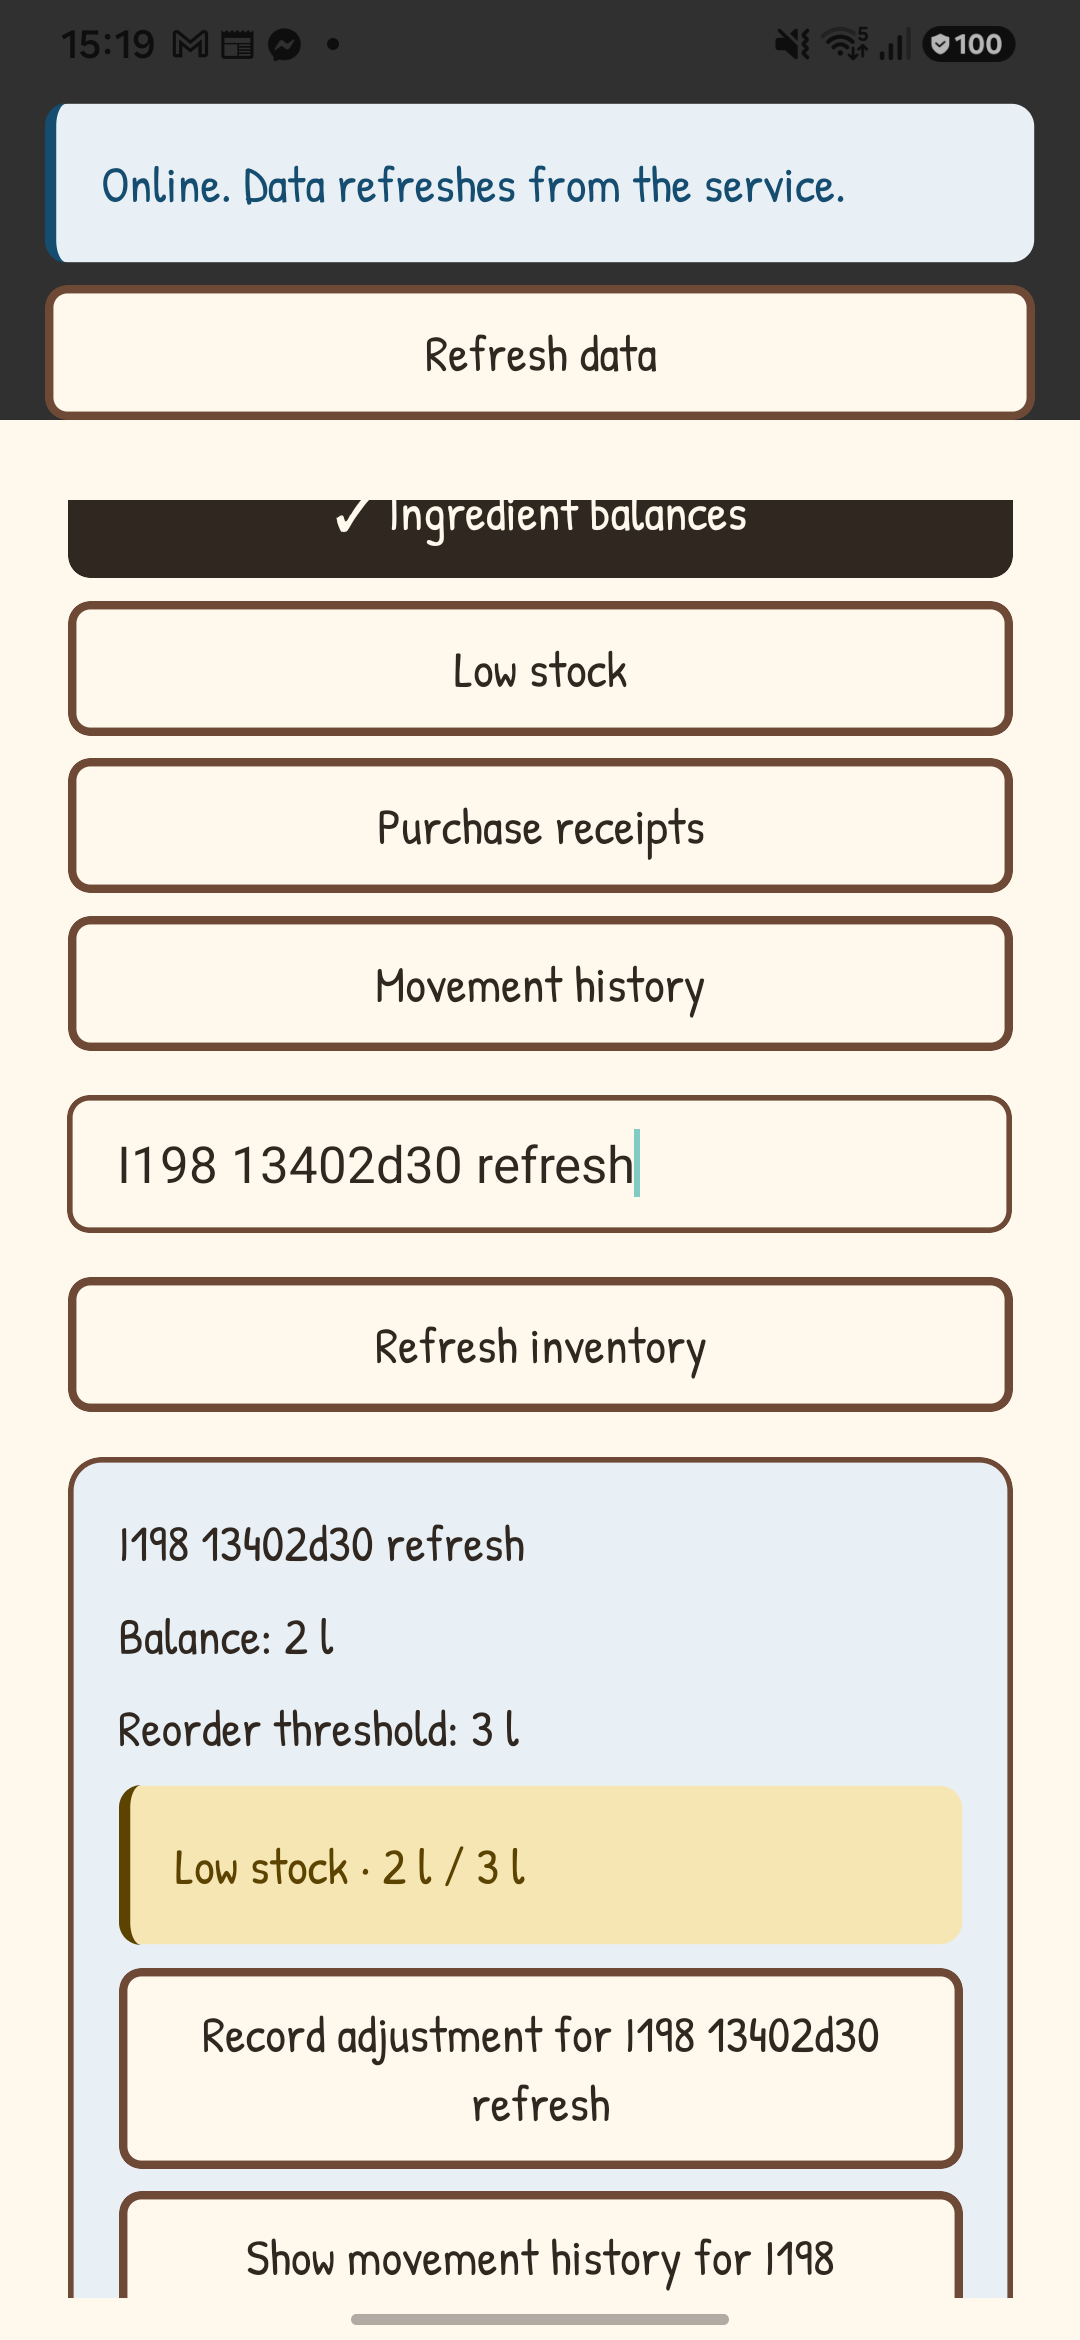 15:19
5
100
Online. Data refreshes from the service.
Refresh data
✓ Ingredient balances
Low stock
Purchase receipts
Movement history
I198 13402d30 refresh
Refresh inventory
I198 13402d30 refresh
Balance: 2 l
Reorder threshold: 3 l
Low stock · 2 l / 3 l
Record adjustment for I198 13402d30
refresh
Show movement history for I198